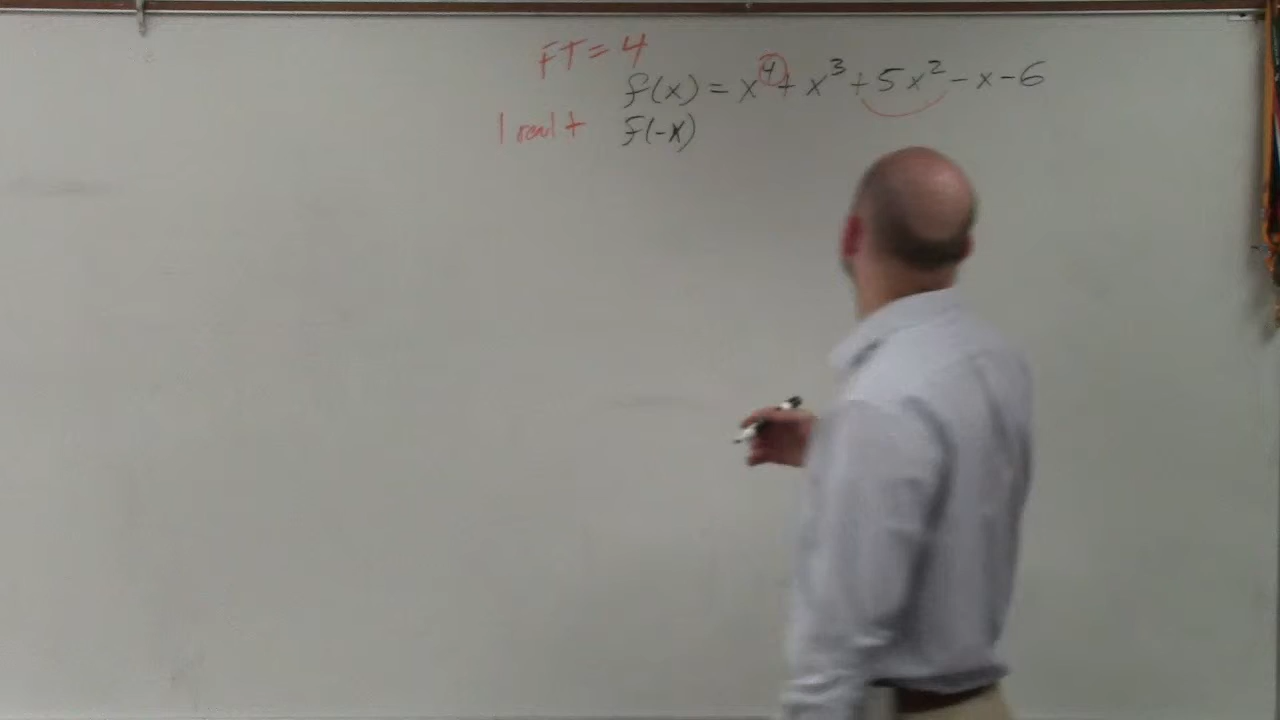 FT = 4
f(x) = x⁴ + x³ + 5x² - x - 6
1 real + f(-x)